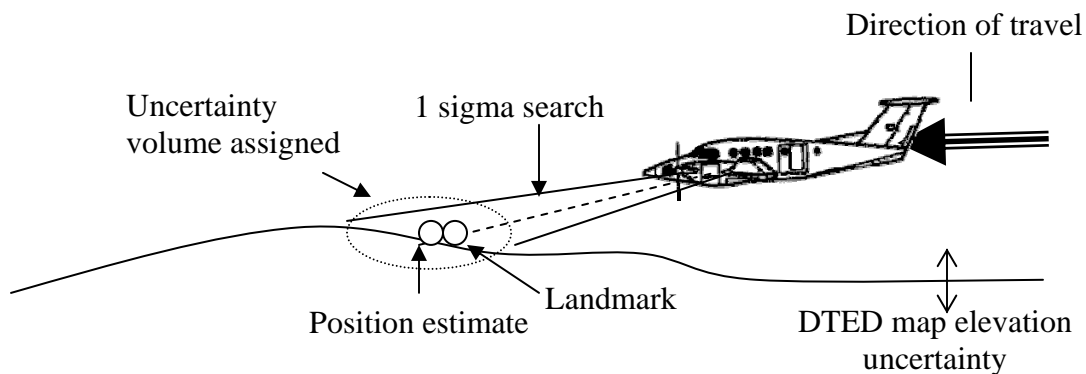 Direction of travel
Uncertainty
volume assigned
1 sigma search
Landmark
Position estimate
DTED map elevation
uncertainty